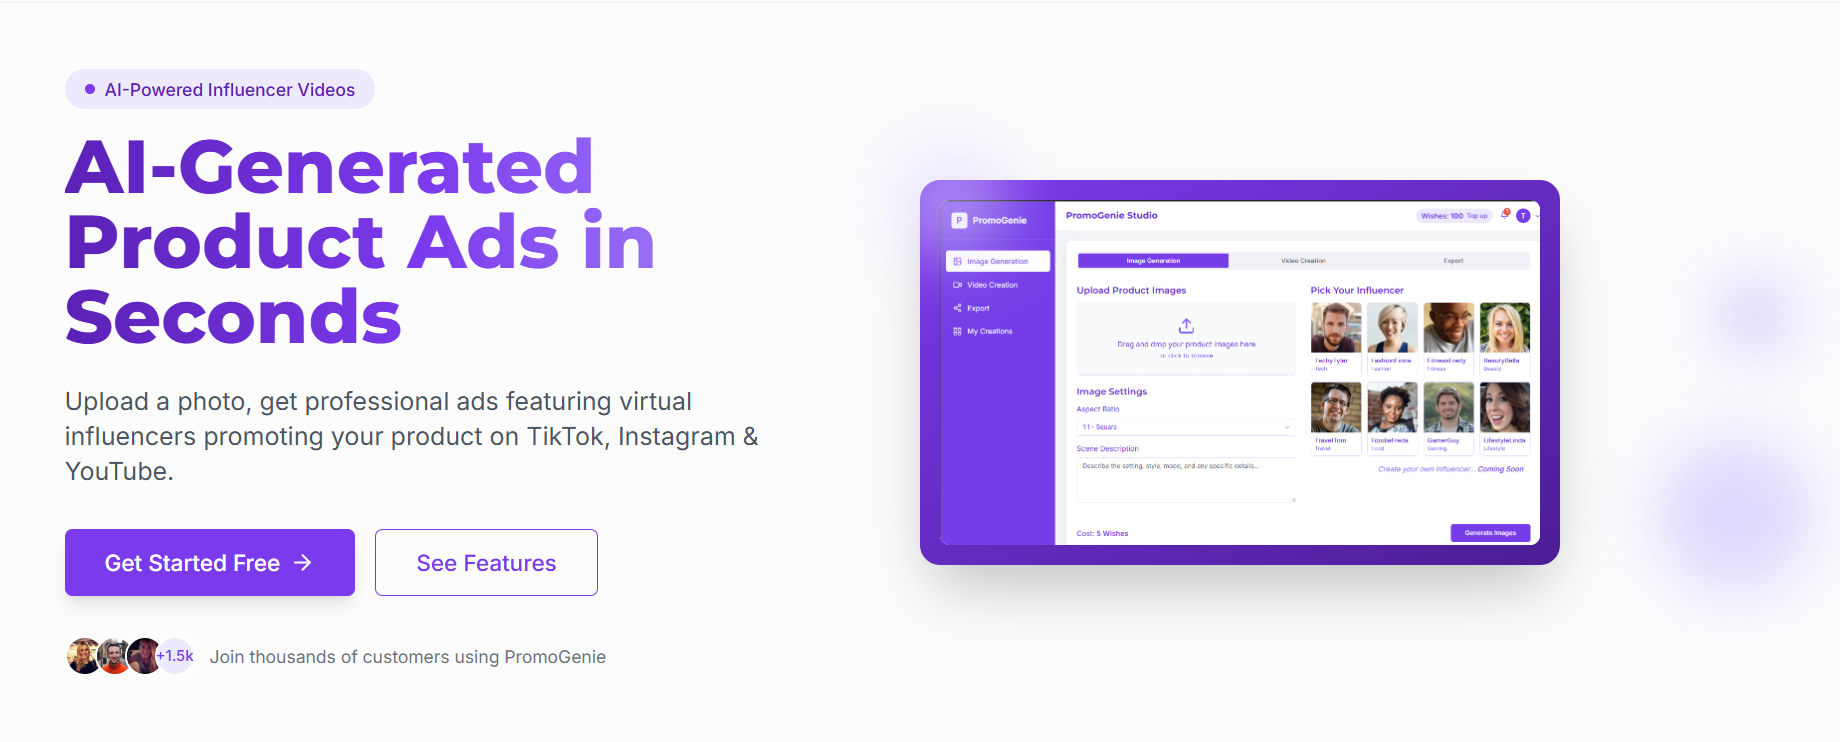 AI-Powered Influencer Videos
AI-Generated
Product Ads in
Seconds
Upload a photo, get professional ads featuring virtual
influencers promoting your product on TikTok, Instagram &
YouTube.
Get Started Free →
See Features
+1.5k
Join thousands of customers using PromoGenie
P PromoGenie
Image Generation
Video Creation
Export
My Creations
PromoGenie Studio
Wishes: 100 Top up
T
Image Generation
Video Creation
Export
Upload Product Images
Drag and drop your product images here
or click to browse
Image Settings
Aspect Ratio
1:1 - Square
Scene Description
Describe the setting, style, mood, and any specific details...
Cost: 5 Wishes
Pick Your Influencer
TechyTyler
Tech
FashionFiona
Fashion
Fitness
BeautyBella
Beauty
TravelTom
Travel
FoodieFreda
Food
GamerGuy
Gaming
LifestyleLinda
Lifestyle
Create your own influencer... Coming Soon
Generate Images